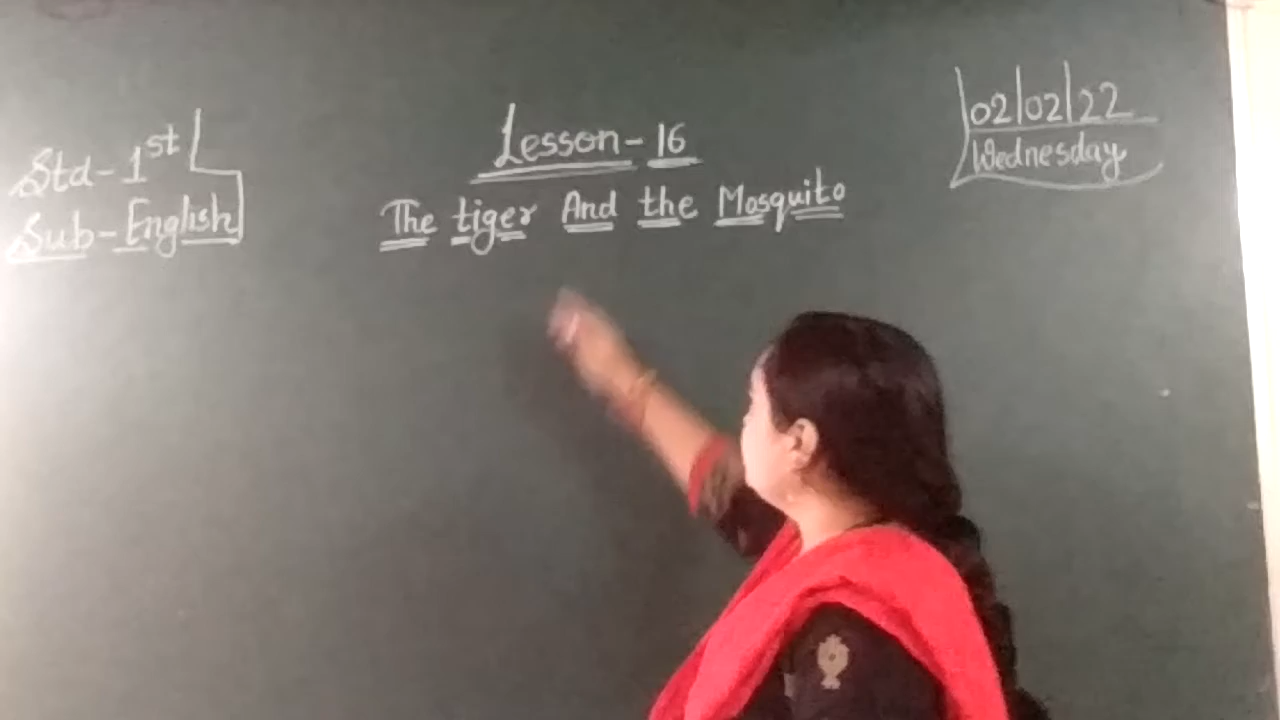 Std-1st
Sub-English
Lesson-16
The tiger And the Mosquito
02/02/22
Wednesday